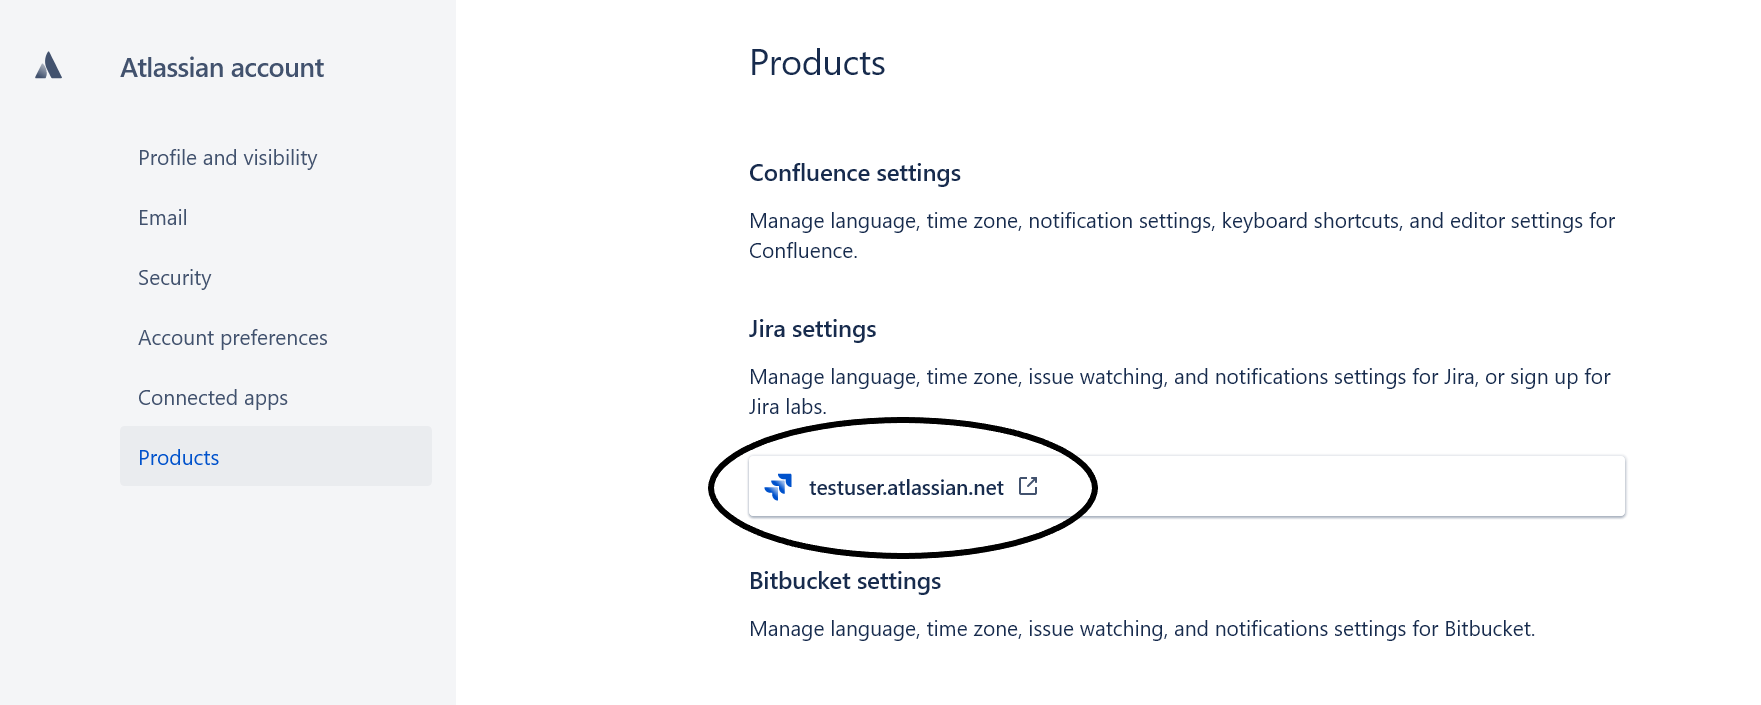 Atlassian account
Profile and visibility
Email
Security
Account preferences
Connected apps
Products
Products
Confluence settings
Manage language, time zone, notification settings, keyboard shortcuts, and editor settings for
Confluence.
Jira settings
Manage language, time zone, issue watching, and notifications settings for Jira, or sign up for
Jira labs.
testuser.atlassian.net
Bitbucket settings
Manage language, time zone, issue watching, and notifications settings for Bitbucket.